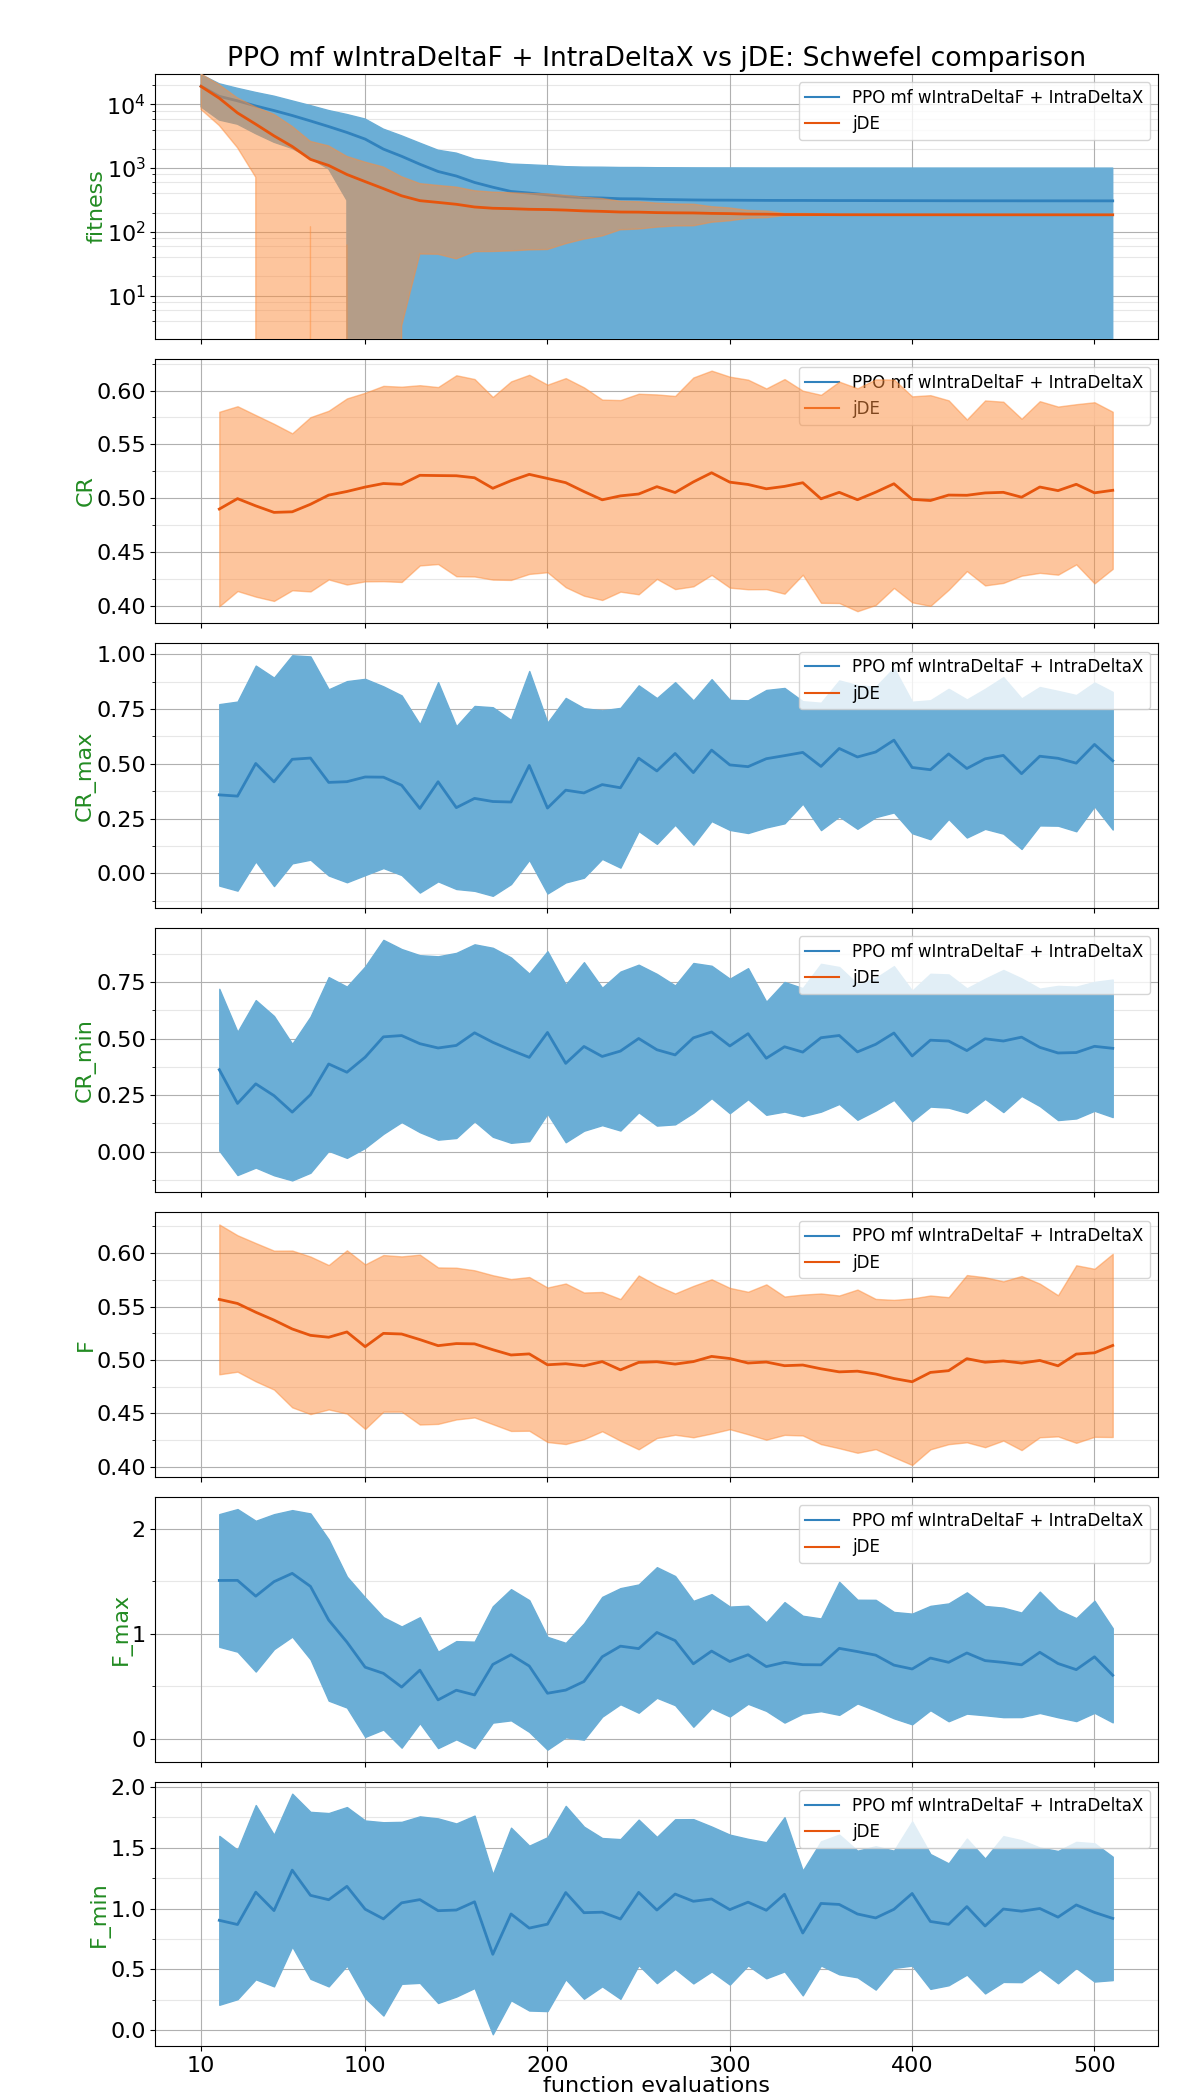 PPO mf wIntraDeltaF + IntraDeltaX vs jDE: Schwefel comparison
10^4
10^3
10^2
10^1
fitness
PPO mf wIntraDeltaF + IntraDeltaX
jDE
0.60
0.55
0.50
0.45
0.40
CR
PPO mf wIntraDeltaF + IntraDeltaX
jDE
1.00
0.75
0.50
0.25
0.00
CR_max
PPO mf wIntraDeltaF + IntraDeltaX
jDE
0.75
0.50
0.25
0.00
CR_min
PPO mf wIntraDeltaF + IntraDeltaX
jDE
0.60
0.55
0.50
0.45
0.40
F
PPO mf wIntraDeltaF + IntraDeltaX
jDE
2
1
0
F_max
PPO mf wIntraDeltaF + IntraDeltaX
jDE
2.0
1.5
1.0
0.5
0.0
F_min
PPO mf wIntraDeltaF + IntraDeltaX
jDE
10 100 200 300 400 500
function evaluations